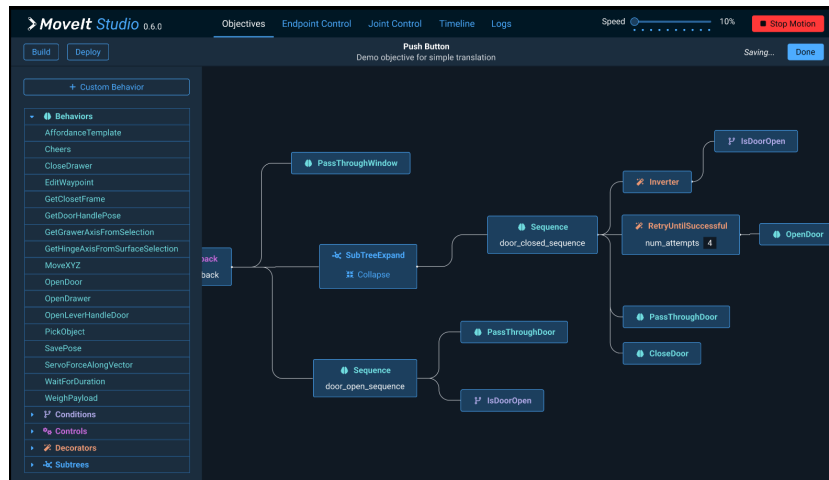 MoveIt Studio 0.6.0
Objectives
Endpoint Control
Joint Control
Timeline
Logs
Speed
10%
Stop Motion
Build
Deploy
Push Button
Demo objective for simple translation
Saving...
Done
+ Custom Behavior
Behaviors
AffordanceTemplate
Cheers
CloseDrawer
EditWaypoint
GetClosetFrame
GetDoorHandlePose
GetGrawerAxisFromSelection
GetHingeAxisFromSurfaceSelection
MoveXYZ
OpenDoor
OpenDrawer
OpenLeverHandleDoor
PickObject
SavePose
ServoForceAlongVector
WaitForDuration
WeighPayload
Conditions
Controls
Decorators
Subtrees
back
back
PassThroughWindow
SubTreeExpand
Collapse
Sequence
door_open_sequence
Sequence
door_closed_sequence
PassThroughDoor
IsDoorOpen
Inverter
IsDoorOpen
RetryUntilSuccessful
num_attempts 4
OpenDoor
PassThroughDoor
CloseDoor